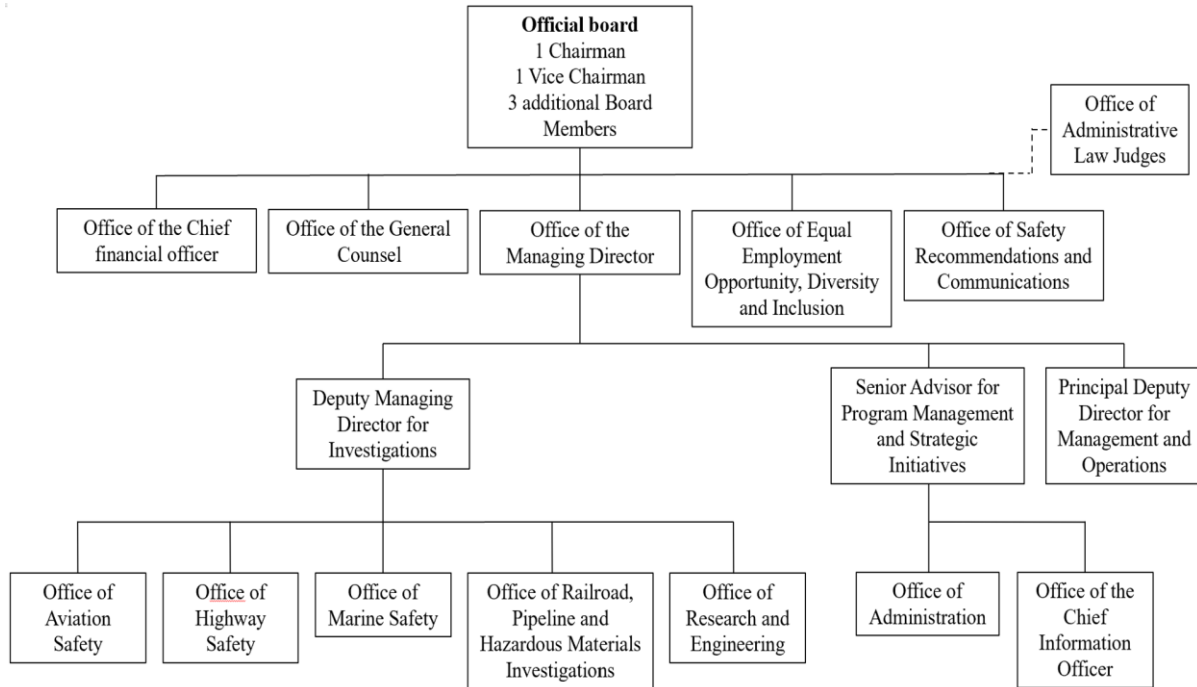 Official board
1 Chairman
1 Vice Chairman
3 additional Board
Members
Office of
Administrative
Law Judges
Office of the Chief
financial officer
Office of the General
Counsel
Office of the
Managing Director
Office of Equal
Employment
Opportunity, Diversity
and Inclusion
Office of Safety
Recommendations and
Communications
Deputy Managing
Director for
Investigations
Senior Advisor for
Program Management
and Strategic
Initiatives
Principal Deputy
Director for
Management and
Operations
Office of
Aviation
Safety
Office of
Highway
Safety
Office of
Marine Safety
Office of Railroad,
Pipeline and
Hazardous Materials
Investigations
Office of
Research and
Engineering
Office of
Administration
Office of the
Chief
Information
Officer